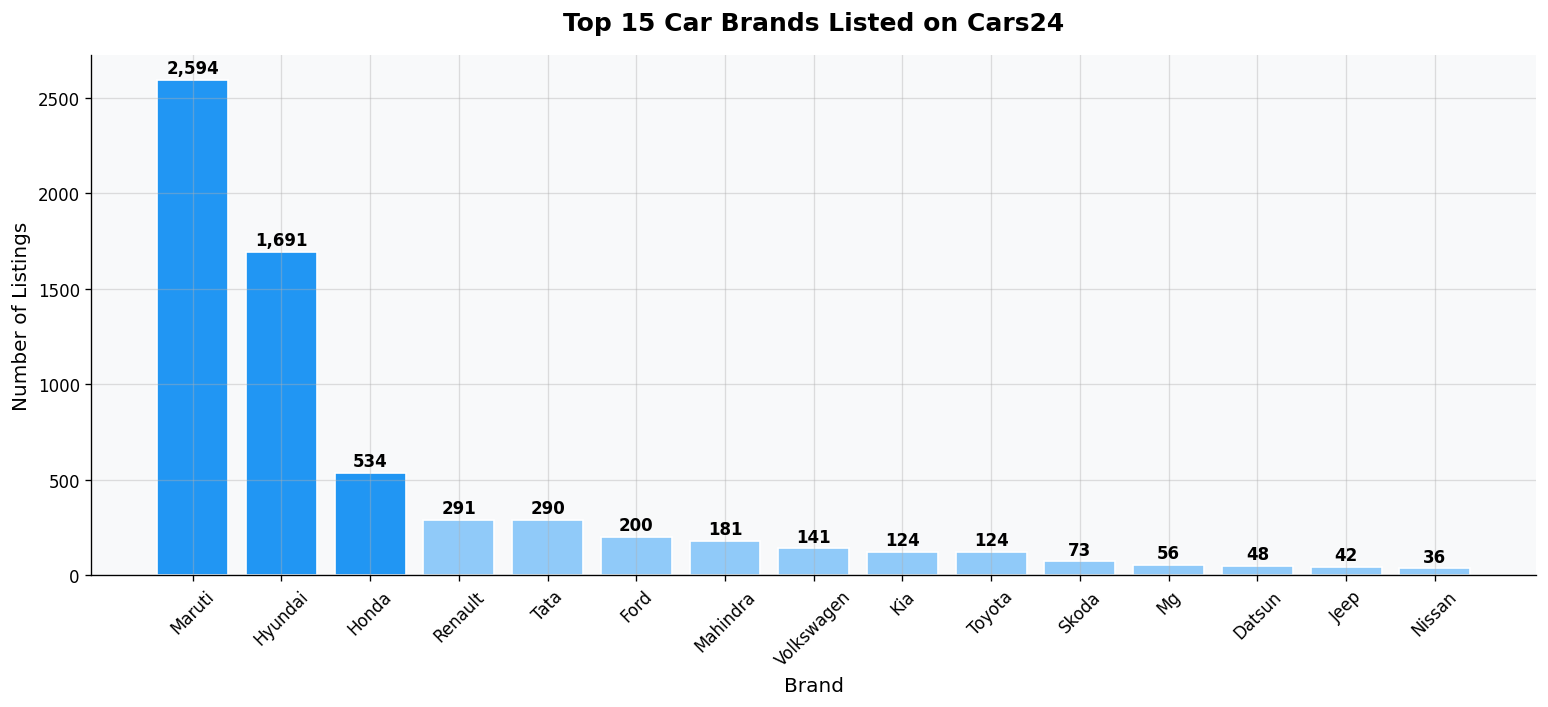 Top 15 Car Brands Listed on Cars24
Number of Listings
2500
2000
1500
1000
500
0
2,594
1,691
534
291
290
200
181
141
124
124
73
56
48
42
36
Maruti
Hyundai
Honda
Renault
Tata
Ford
Mahindra
Volkswagen
Kia
Toyota
Skoda
Mg
Datsun
Jeep
Nissan
Brand